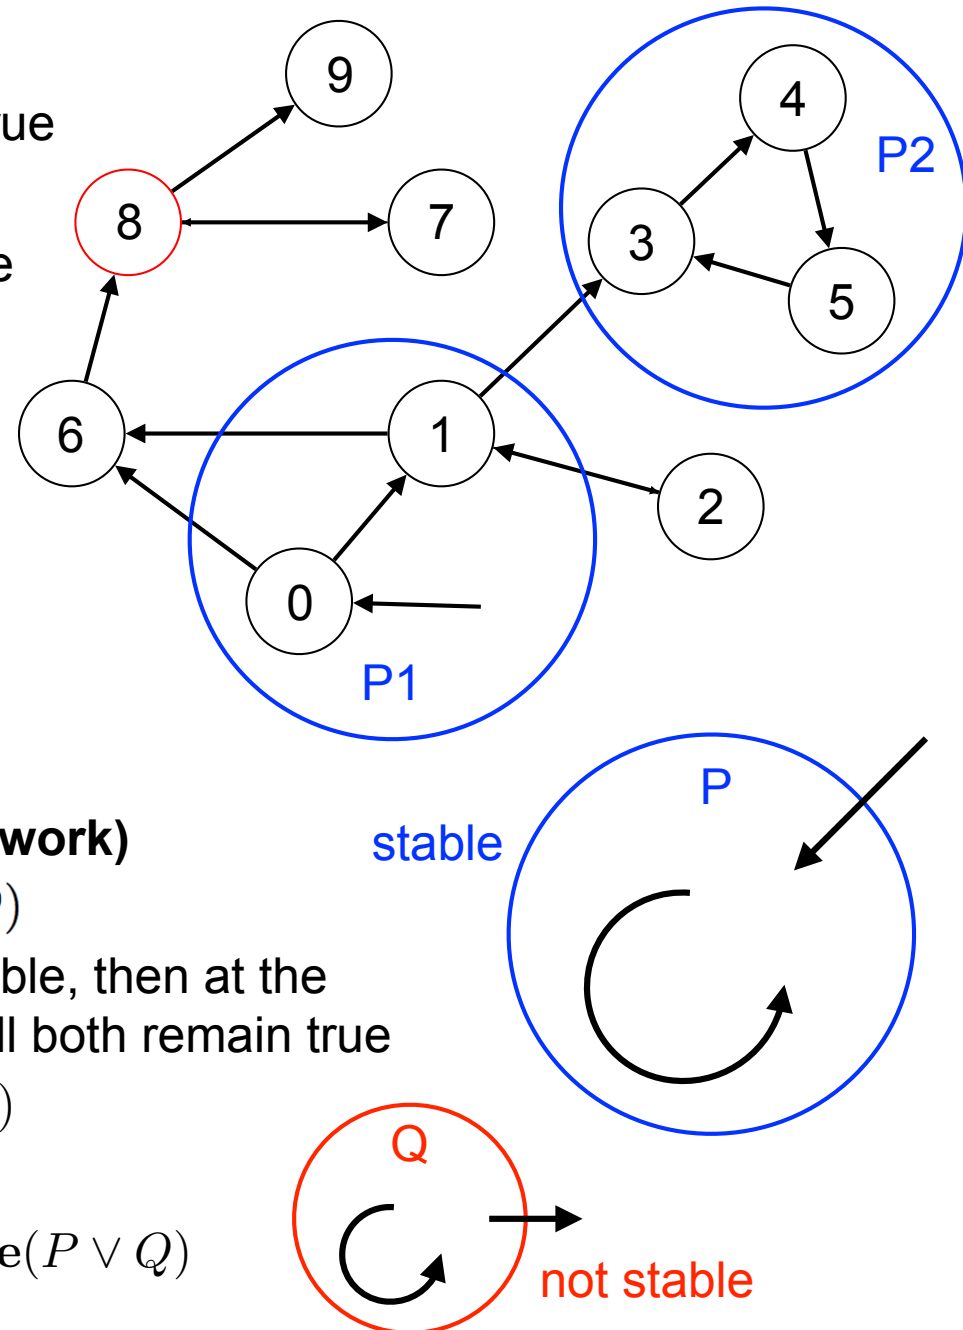 9
4
ue
P2
8
7
3
e
5
6
1
2
0
P1
P
work)
stable
)
ble, then at the
ll both remain true
)
Q
e(P ∨ Q)
not stable